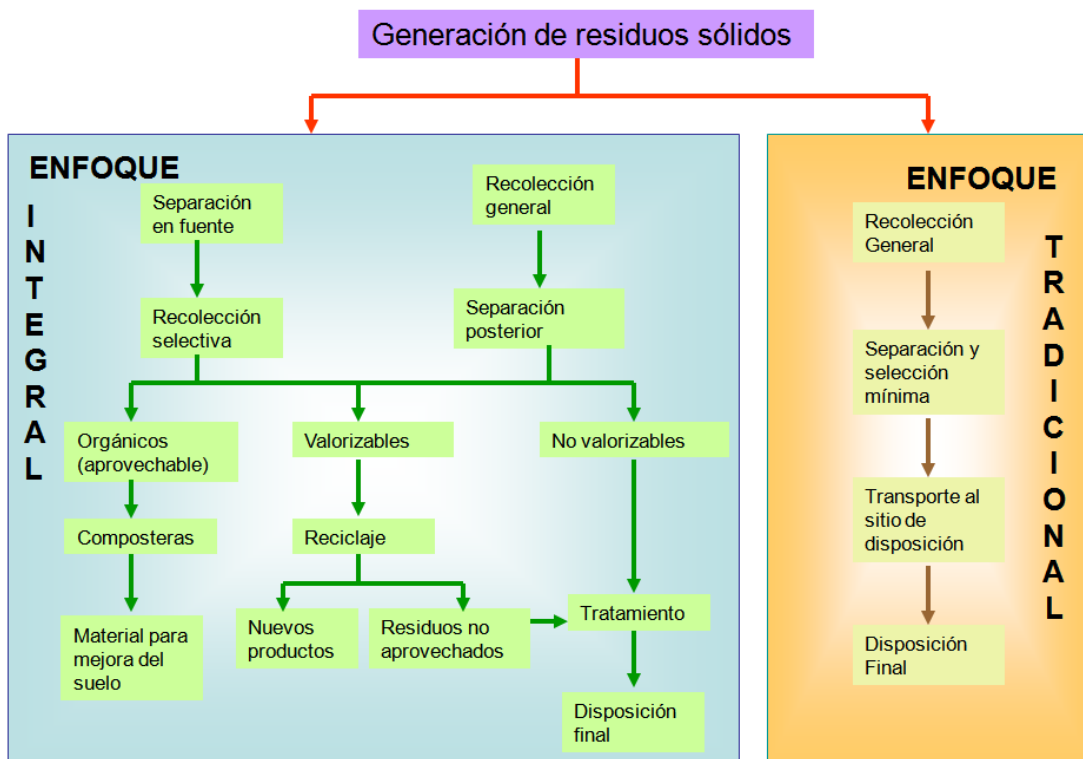 Generación de residuos sólidos
ENFOQUE
INTEGRAL
Separación
en fuente
Recolección
general
Recolección
selectiva
Separación
posterior
Orgánicos
(aprovechable)
Valorizables
No valorizables
Composteras
Reciclaje
Material para
mejora del
suelo
Nuevos
productos
Residuos no
aprovechados
Tratamiento
Disposición
final
ENFOQUE
TRADICIONAL
Recolección
General
Separación y
selección
mínima
Transporte al
sitio de
disposición
Disposición
Final